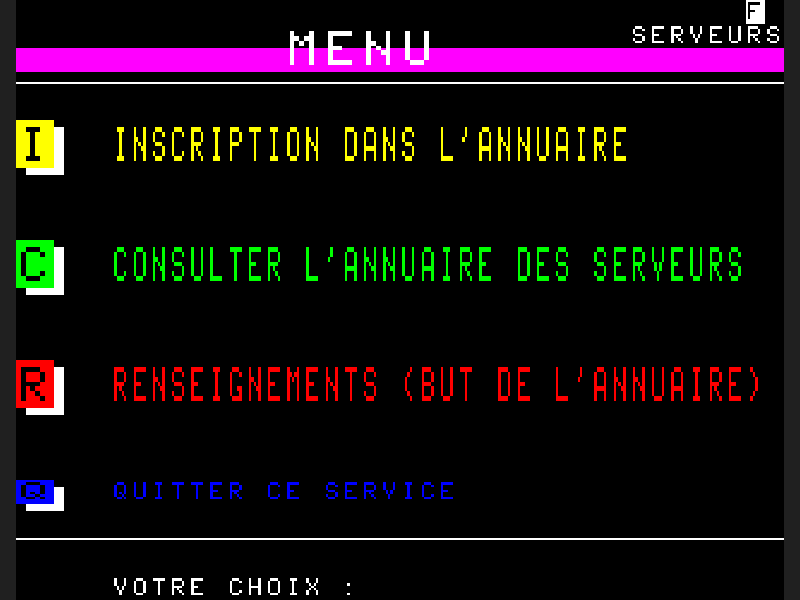 F
SERVEURS
MENU
I INSCRIPTION DANS L'ANNUAIRE
C CONSULTER L'ANNUAIRE DES SERVEURS
R RENSEIGNEMENTS (BUT DE L'ANNUAIRE)
Q QUITTER CE SERVICE
VOTRE CHOIX :